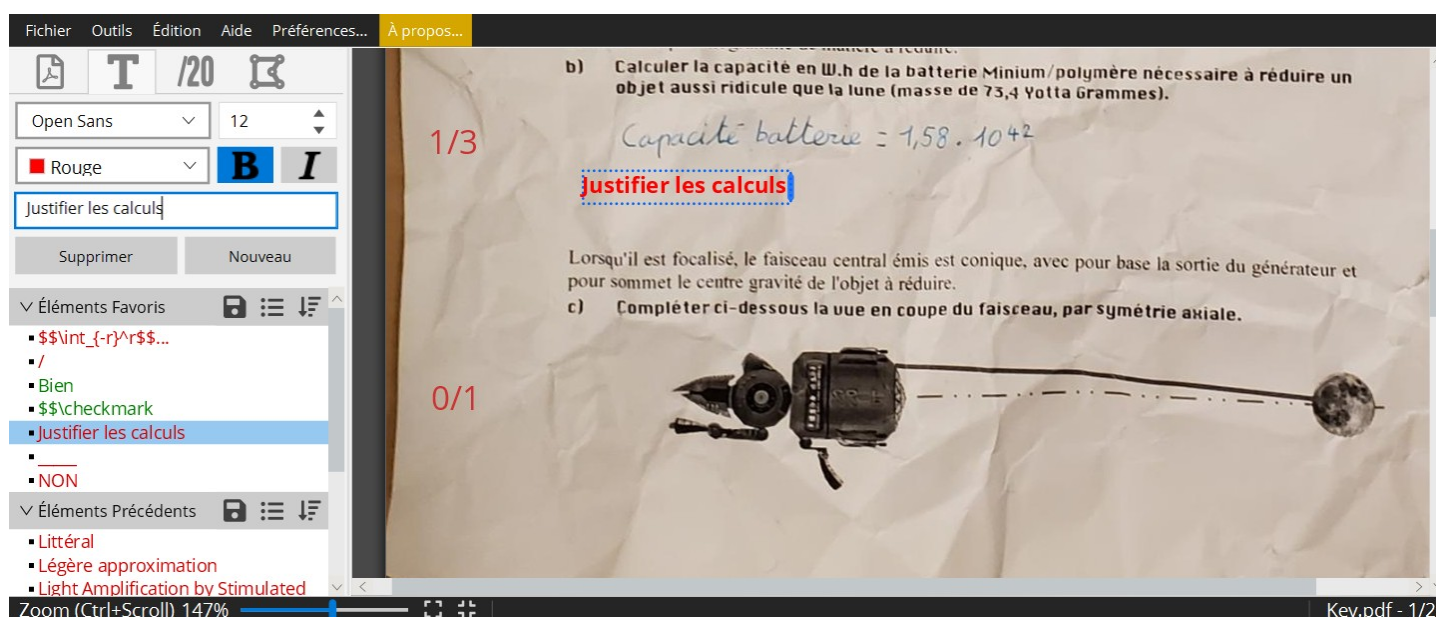 Fichier Outils Édition Aide Préférences... À propos...
/20
Open Sans 12
Rouge B I
Justifier les calculs
Supprimer Nouveau
Éléments Favoris
$$\int_{-r}^r$$...
/
Bien
$$\checkmark
Justifier les calculs
_____
NON
Éléments Précédents
Littéral
Légère approximation
Light Amplification by Stimulated
Zoom (Ctrl+Scroll) 147%
b) Calculer la capacité en W.h de la batterie Minium/polymère nécessaire à réduire un
objet aussi ridicule que la lune (masse de 73,4 Yotta Grammes).
1/3
Capacité batterie = 1,58 . 10⁴²
Justifier les calculs
Lorsqu'il est focalisé, le faisceau central émis est conique, avec pour base la sortie du générateur et
pour sommet le centre gravité de l'objet à réduire.
c) Compléter ci-dessous la vue en coupe du faisceau, par symétrie axiale.
0/1
Key.pdf - 1/2